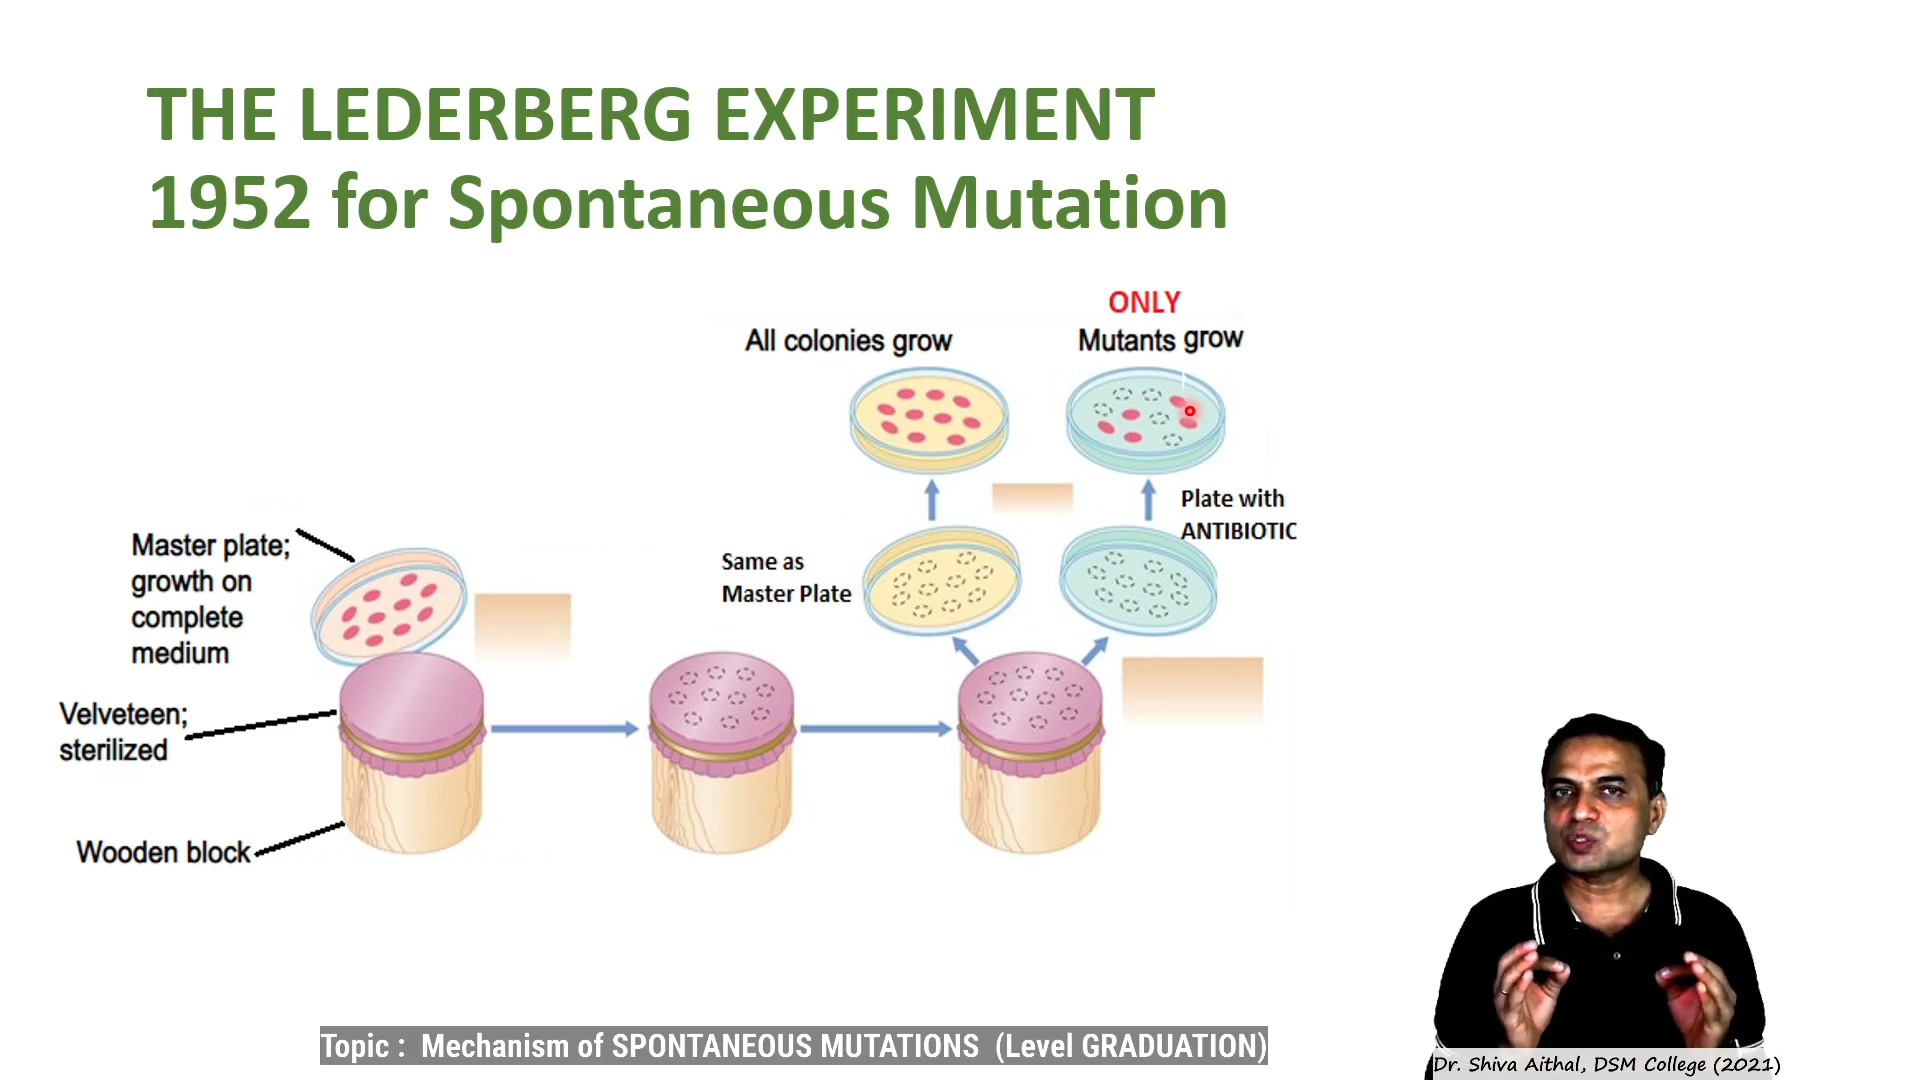 THE LEDERBERG EXPERIMENT
1952 for Spontaneous Mutation
ONLY
All colonies grow
Mutants grow
Plate with
ANTIBIOTIC
Master plate;
growth on
complete
medium
Same as
Master Plate
Velveteen;
sterilized
Wooden block
Topic : Mechanism of SPONTANEOUS MUTATIONS (Level GRADUATION)
Dr. Shiva Aithal, DSM College (2021)